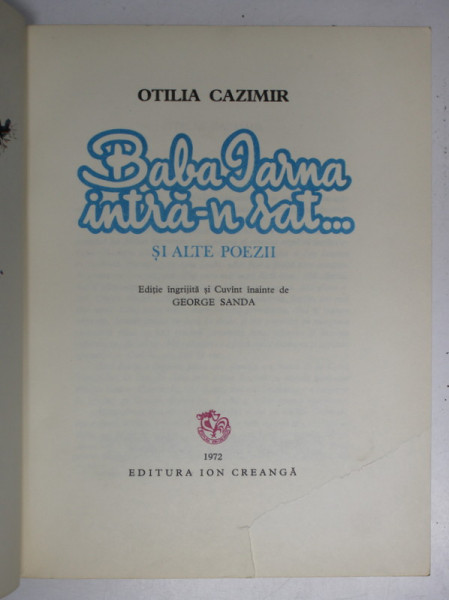 OTILIA CAZIMIR
Baba Iarna
intră-n sat...
ȘI ALTE POEZII
Ediție îngrijită și Cuvînt înainte de
GEORGE SANDA
1972
EDITURA ION CREANGĂ